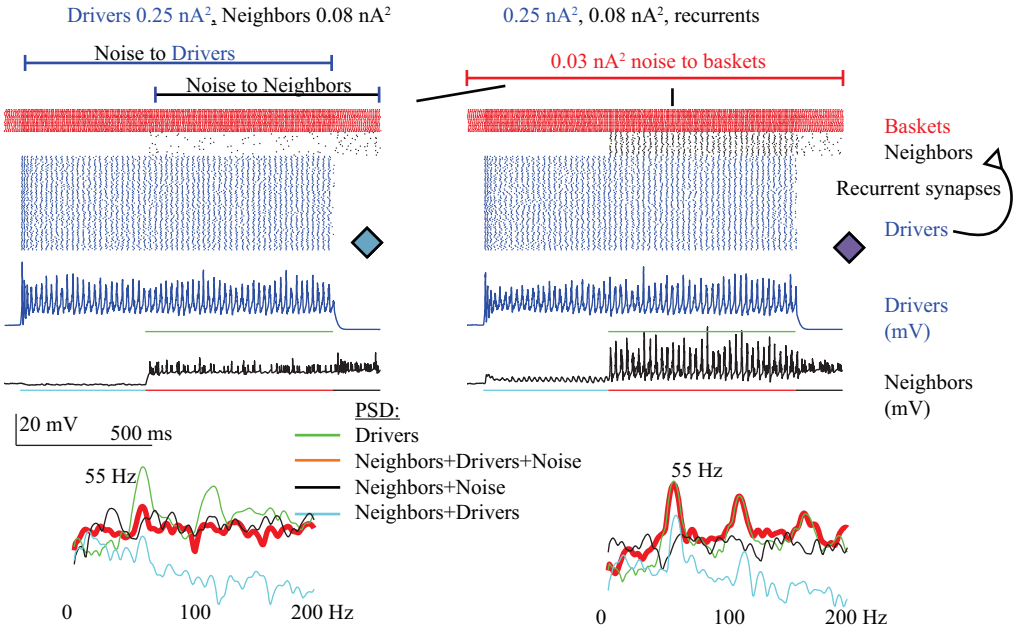 Drivers 0.25 nA², Neighbors 0.08 nA²
0.25 nA², 0.08 nA², recurrents
Noise to Drivers
Noise to Neighbors
0.03 nA² noise to baskets
Baskets
Neighbors
Recurrent synapses
Drivers
Drivers
(mV)
Neighbors
(mV)
20 mV
500 ms
PSD:
Drivers
Neighbors+Drivers+Noise
Neighbors+Noise
Neighbors+Drivers
55 Hz
55 Hz
0
100
200 Hz
0
100
200 Hz